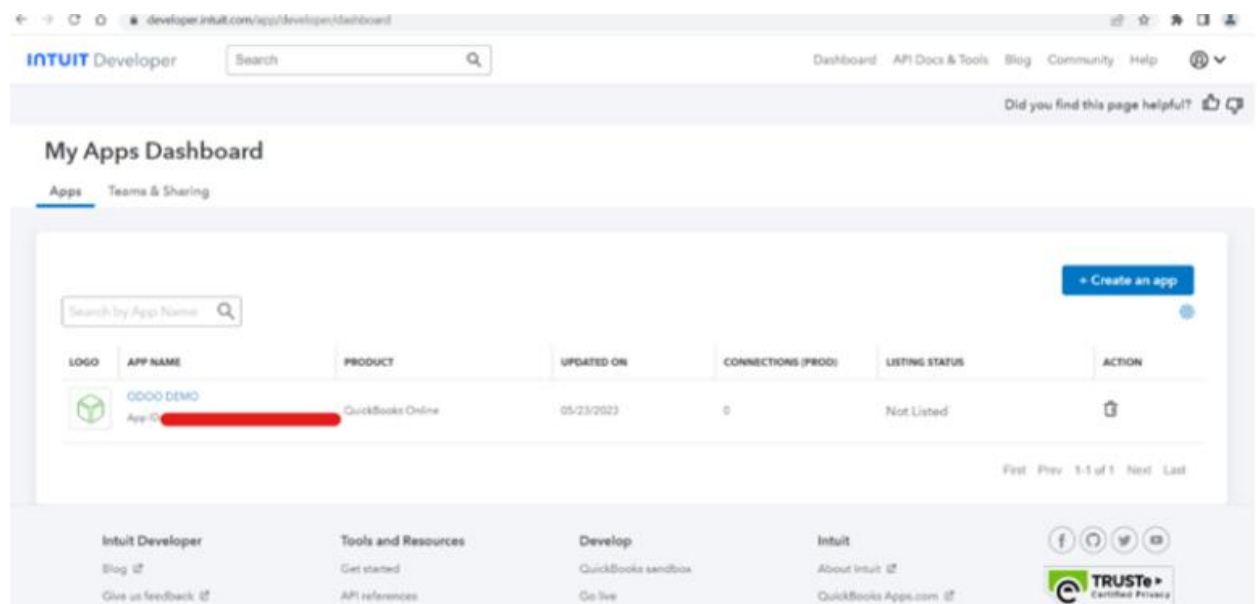 developer.intuit.com/app/developer/dashboard
INTUIT Developer Search Dashboard API Docs & Tools Blog Community Help
Did you find this page helpful?
My Apps Dashboard
Apps Teams & Sharing
+ Create an app
Search by App Name
LOGO APP NAME PRODUCT UPDATED ON CONNECTIONS (PROD) LISTING STATUS ACTION
ODOO DEMO
App ID QuickBooks Online 05/23/2023 0 Not Listed
First Prev 1-1 of 1 Next Last
Intuit Developer Tools and Resources Develop Intuit
Blog Get started QuickBooks sandbox About Intuit
Give us feedback API references Go live QuickBooks Apps.com
TRUSTe
Certified Privacy